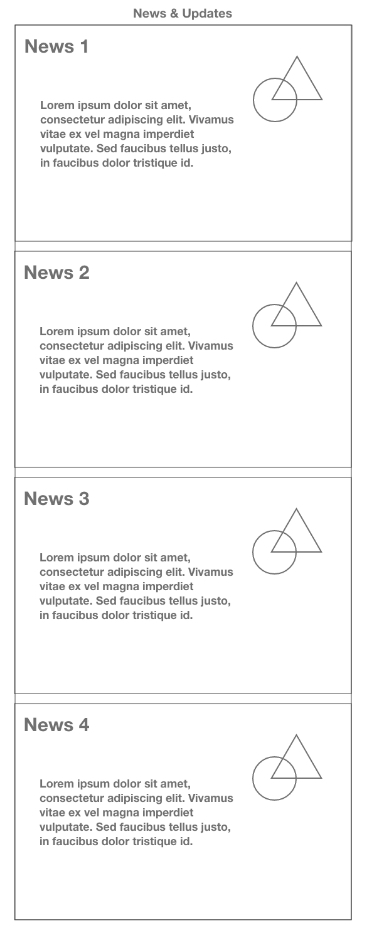 News & Updates
News 1
Lorem ipsum dolor sit amet,
consectetur adipiscing elit. Vivamus
vitae ex vel magna imperdiet
vulputate. Sed faucibus tellus justo,
in faucibus dolor tristique id.
News 2
Lorem ipsum dolor sit amet,
consectetur adipiscing elit. Vivamus
vitae ex vel magna imperdiet
vulputate. Sed faucibus tellus justo,
in faucibus dolor tristique id.
News 3
Lorem ipsum dolor sit amet,
consectetur adipiscing elit. Vivamus
vitae ex vel magna imperdiet
vulputate. Sed faucibus tellus justo,
in faucibus dolor tristique id.
News 4
Lorem ipsum dolor sit amet,
consectetur adipiscing elit. Vivamus
vitae ex vel magna imperdiet
vulputate. Sed faucibus tellus justo,
in faucibus dolor tristique id.